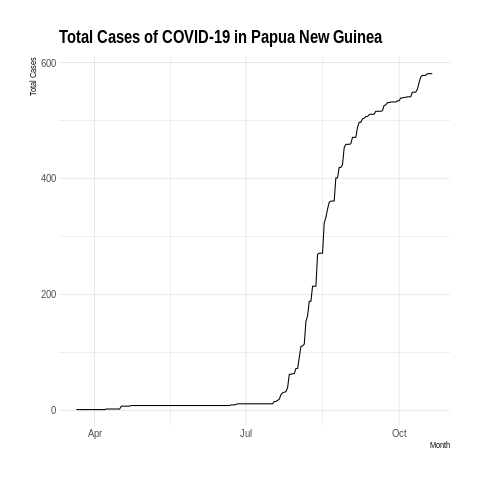 Total Cases of COVID-19 in Papua New Guinea
Total Cases
600
400
200
0
Apr Jul Oct
Month